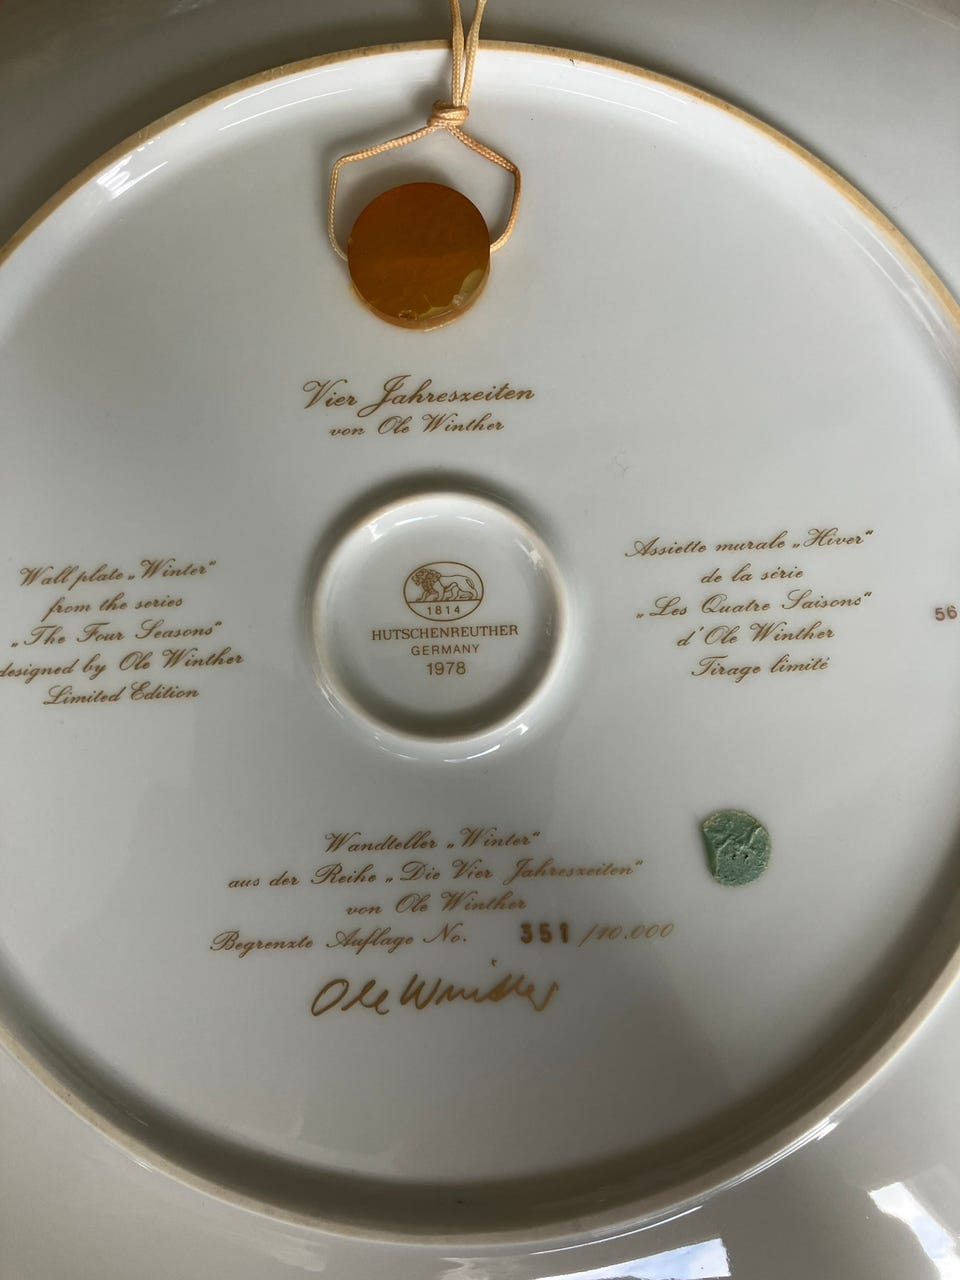 Vier Jahreszeiten
von Ole Winther
Wall plate „Winter“
from the series
„The Four Seasons“
designed by Ole Winther
Limited Edition
1814
HUTSCHENREUTHER
GERMANY
1978
Assiette murale „Hiver“
de la série
„Les Quatre Saisons“
d'Ole Winther
Tirage limité
56
Wandteller „Winter“
aus der Reihe „Die Vier Jahreszeiten“
von Ole Winther
Begrenzte Auflage No. 351 /10.000
Ole Winther